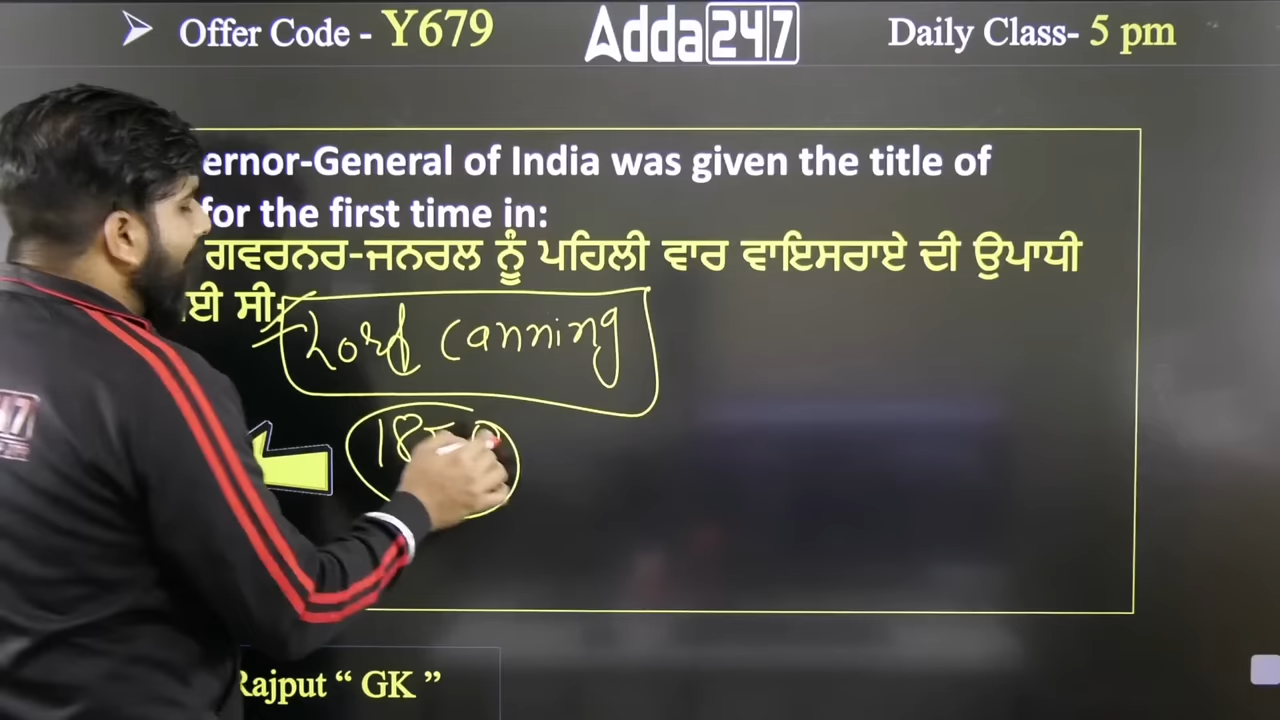 Offer Code - Y679
Adda247
Daily Class- 5 pm
ernor-General of India was given the title of
for the first time in:
ਗਵਰਨਰ-ਜਨਰਲ ਨੂੰ ਪਹਿਲੀ ਵਾਰ ਵਾਇਸਰਾਏ ਦੀ ਉਪਾਧੀ
ਈ ਸੀ:
Lord Canning
Rajput “ GK ”